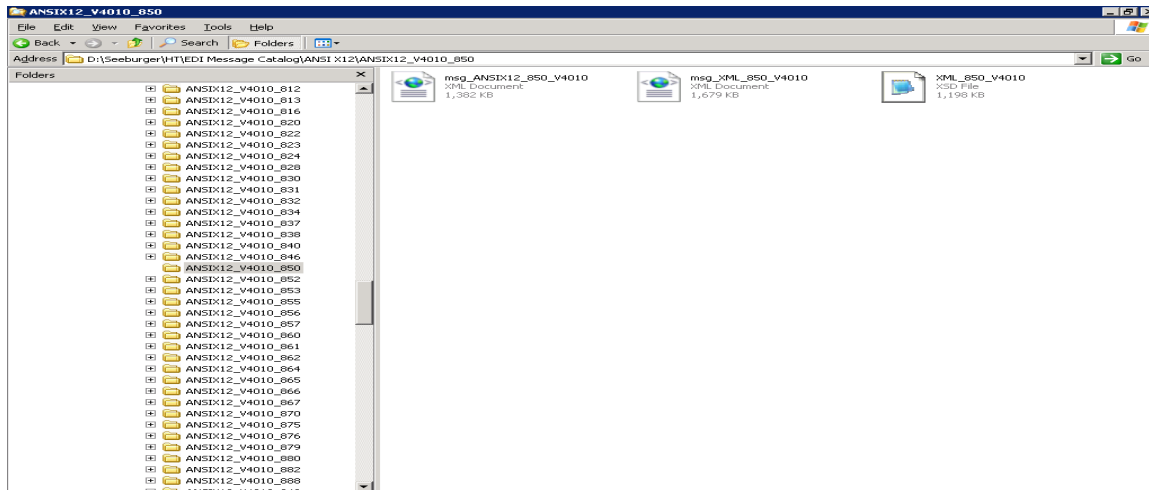 ANSIX12_V4010_850
File Edit View Favorites Tools Help
Back Search Folders
Address D:\Seeburger\HT\EDI Message Catalog\ANSI X12\ANSIX12_V4010_850 Go
Folders
ANSIX12_V4010_812
ANSIX12_V4010_813
ANSIX12_V4010_816
ANSIX12_V4010_820
ANSIX12_V4010_822
ANSIX12_V4010_823
ANSIX12_V4010_824
ANSIX12_V4010_828
ANSIX12_V4010_830
ANSIX12_V4010_831
ANSIX12_V4010_832
ANSIX12_V4010_834
ANSIX12_V4010_837
ANSIX12_V4010_838
ANSIX12_V4010_840
ANSIX12_V4010_846
ANSIX12_V4010_850
ANSIX12_V4010_852
ANSIX12_V4010_853
ANSIX12_V4010_855
ANSIX12_V4010_856
ANSIX12_V4010_857
ANSIX12_V4010_860
ANSIX12_V4010_861
ANSIX12_V4010_862
ANSIX12_V4010_864
ANSIX12_V4010_865
ANSIX12_V4010_866
ANSIX12_V4010_867
ANSIX12_V4010_870
ANSIX12_V4010_875
ANSIX12_V4010_876
ANSIX12_V4010_879
ANSIX12_V4010_880
ANSIX12_V4010_882
ANSIX12_V4010_888
msg_ANSIX12_850_V4010
XML Document
1,382 KB
msg_XML_850_V4010
XML Document
1,679 KB
XML_850_V4010
XSD File
1,198 KB